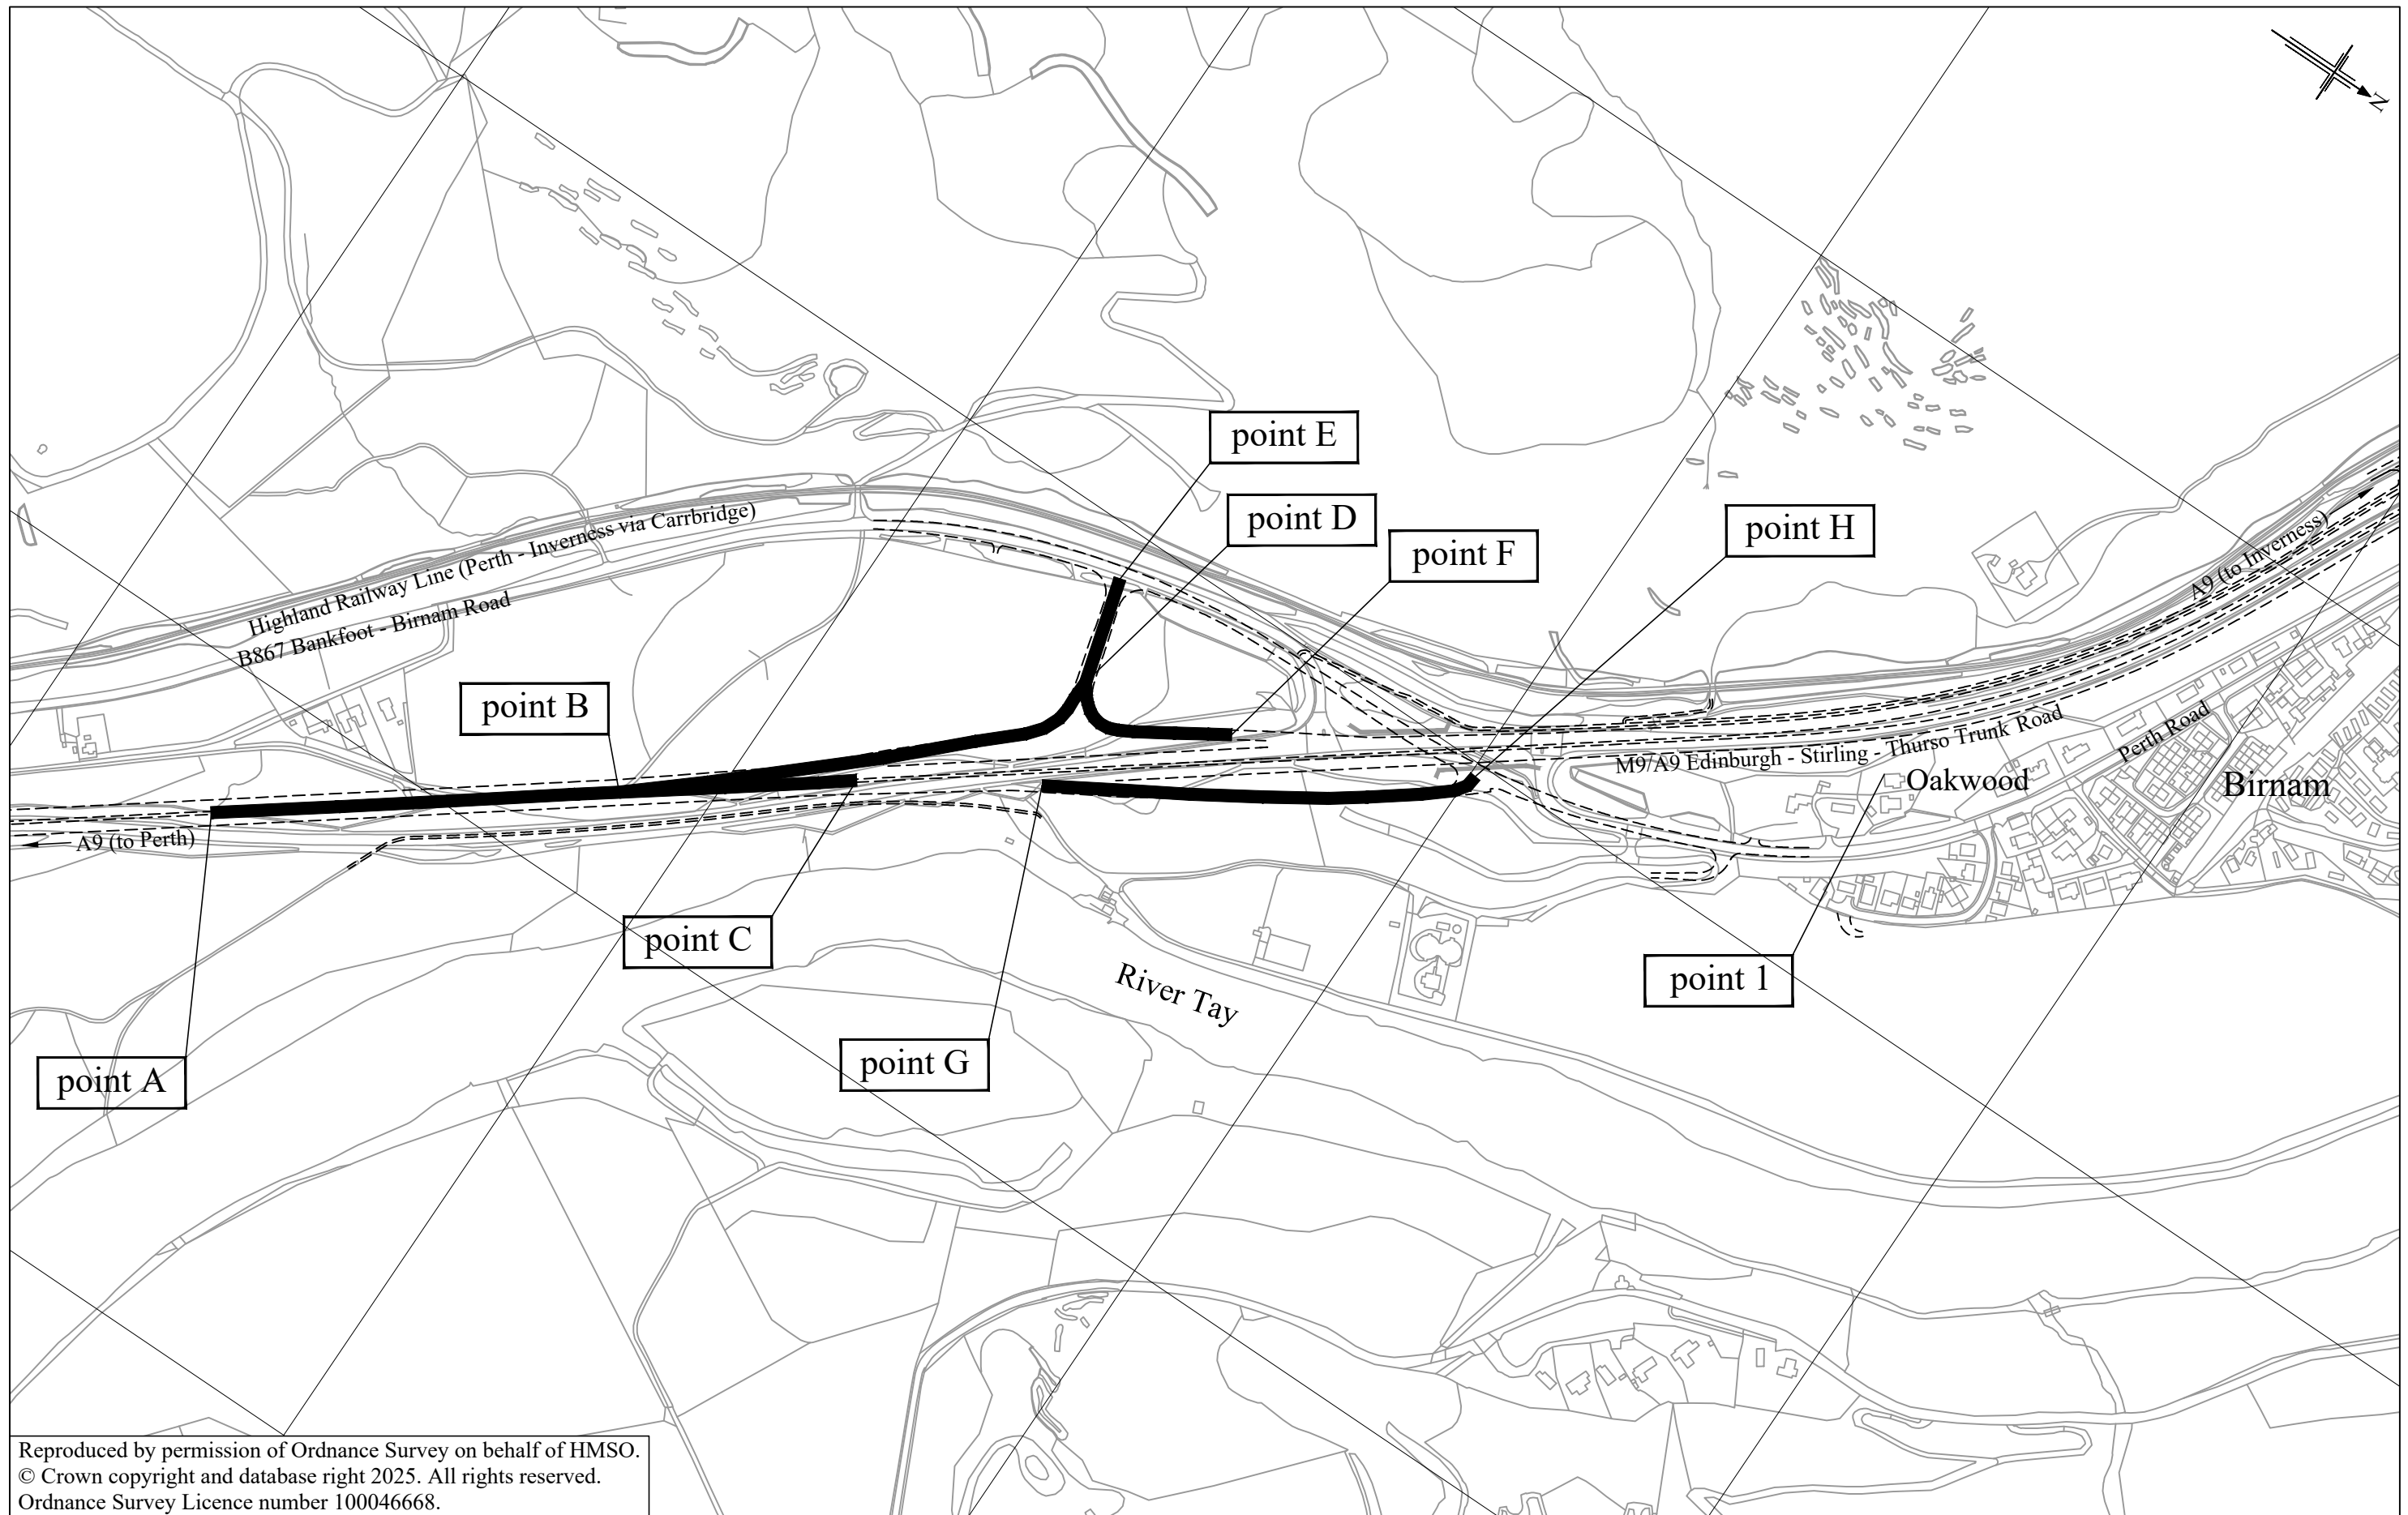 N
point E
point D
point F
point H
Highland Railway Line (Perth - Inverness via Carrbridge)
B867 Bankfoot - Birnam Road
A9 (to Inverness)
point B
M9/A9 Edinburgh - Stirling - Thurso Trunk Road
Perth Road
Oakwood
Birnam
A9 (to Perth)
point C
point 1
River Tay
point G
point A
Reproduced by permission of Ordnance Survey on behalf of HMSO.
© Crown copyright and database right 2025. All rights reserved.
Ordnance Survey Licence number 100046668.